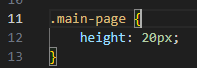 11 .main-page {
12     height: 20px;
13 }